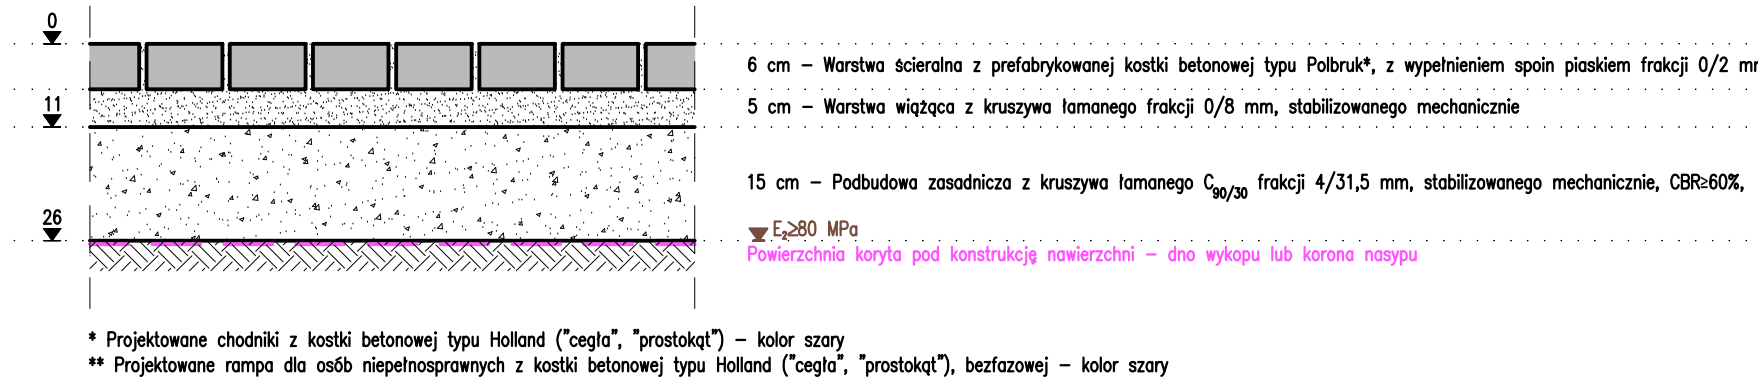 0
6 cm – Warstwa ścieralna z prefabrykowanej kostki betonowej typu Polbruk*, z wypełnieniem spoin piaskiem frakcji 0/2
11
5 cm – Warstwa wiążąca z kruszywa łamanego frakcji 0/8 mm, stabilizowanego mechanicznie
15 cm – Podbudowa zasadnicza z kruszywa łamanego C90/30 frakcji 4/31,5 mm, stabilizowanego mechanicznie, CBR≥60%,
26
E2≥80 MPa
Powierzchnia koryta pod konstrukcję nawierzchni – dno wykopu lub korona nasypu
* Projektowane chodniki z kostki betonowej typu Holland ("cegła", "prostokąt") – kolor szary
** Projektowane rampa dla osób niepełnosprawnych z kostki betonowej typu Holland ("cegła", "prostokąt"), bezfazowej – kolor szary